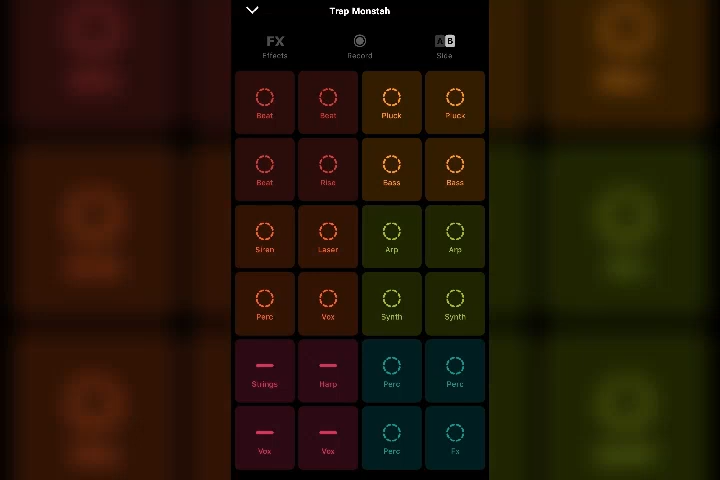 Trap Monstah
FX
A B
Effects
Record
Side
Beat
Beat
Pluck
Pluck
Beat
Rise
Bass
Bass
Siren
Laser
Arp
Arp
Perc
Vox
Synth
Synth
Strings
Harp
Perc
Perc
Vox
Vox
Perc
Fx